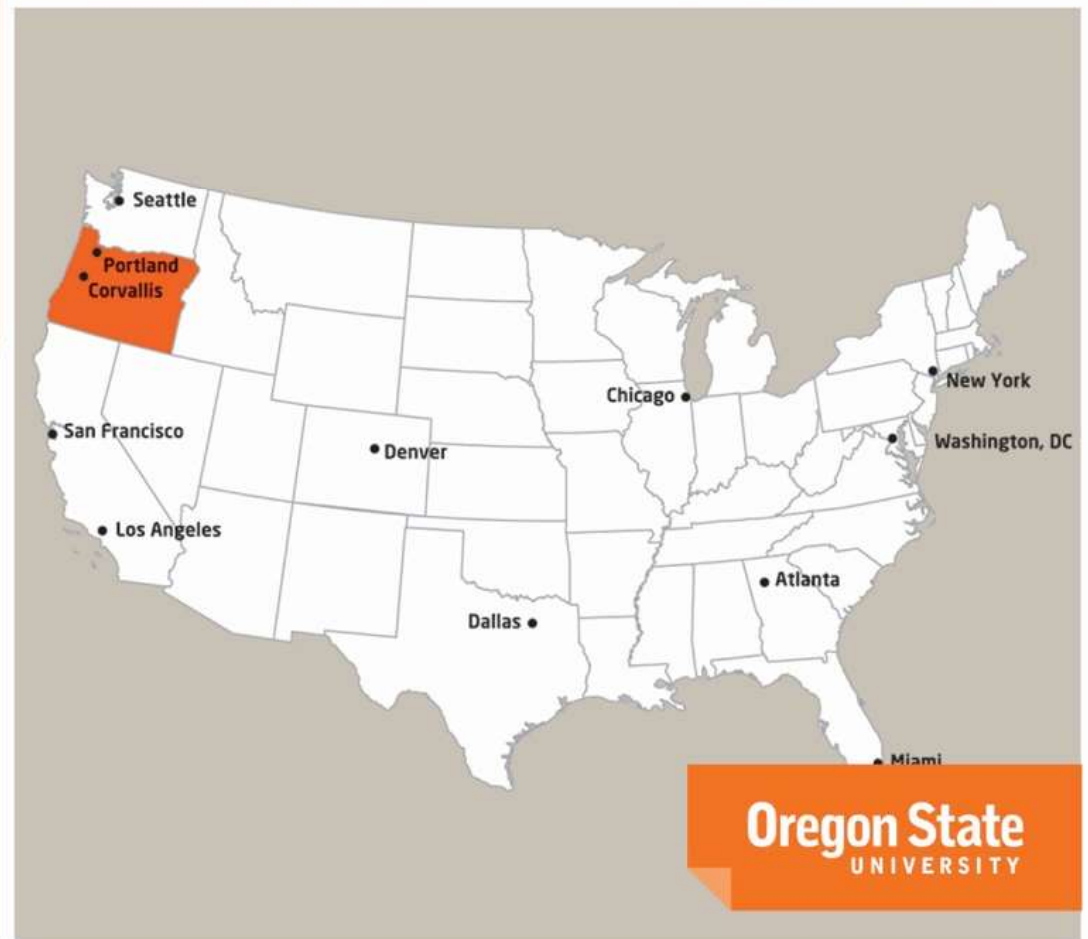 Seattle
Portland
Corvallis
New York
Chicago
San Francisco
Washington, DC
Denver
Los Angeles
Atlanta
Dallas
Miami
Oregon State
UNIVERSITY